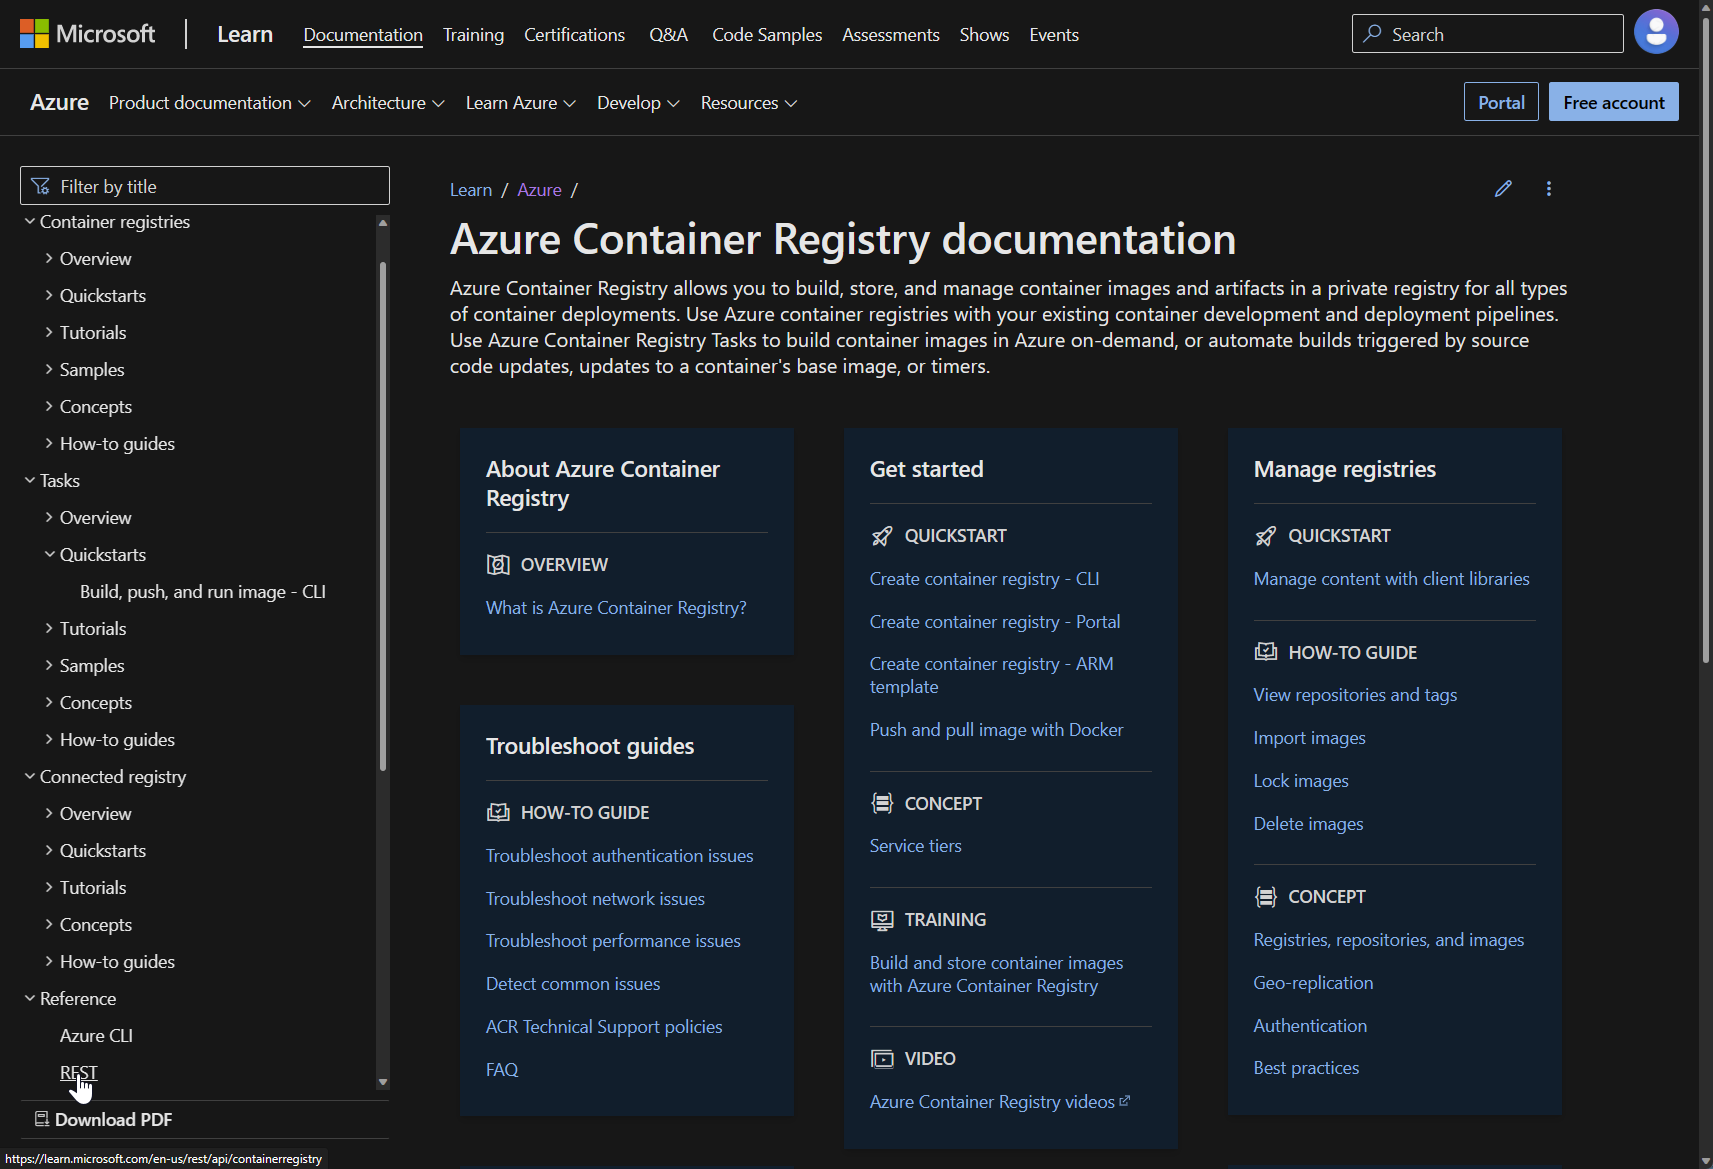 Microsoft
Learn
Documentation
Training
Certifications
Q&A
Code Samples
Assessments
Shows
Events
Search
Azure
Product documentation
Architecture
Learn Azure
Develop
Resources
Portal
Free account
Filter by title
Container registries
Overview
Quickstarts
Tutorials
Samples
Concepts
How-to guides
Tasks
Overview
Quickstarts
Build, push, and run image - CLI
Tutorials
Samples
Concepts
How-to guides
Connected registry
Overview
Quickstarts
Tutorials
Concepts
How-to guides
Reference
Azure CLI
REST
Download PDF
https://learn.microsoft.com/en-us/rest/api/containerregistry
Learn / Azure /
Azure Container Registry documentation
Azure Container Registry allows you to build, store, and manage container images and artifacts in a private registry for all types
of container deployments. Use Azure container registries with your existing container development and deployment pipelines.
Use Azure Container Registry Tasks to build container images in Azure on-demand, or automate builds triggered by source
code updates, updates to a container's base image, or timers.
About Azure Container
Registry
OVERVIEW
What is Azure Container Registry?
Troubleshoot guides
HOW-TO GUIDE
Troubleshoot authentication issues
Troubleshoot network issues
Troubleshoot performance issues
Detect common issues
ACR Technical Support policies
FAQ
Get started
QUICKSTART
Create container registry - CLI
Create container registry - Portal
Create container registry - ARM
template
Push and pull image with Docker
CONCEPT
Service tiers
TRAINING
Build and store container images
with Azure Container Registry
VIDEO
Azure Container Registry videos
Manage registries
QUICKSTART
Manage content with client libraries
HOW-TO GUIDE
View repositories and tags
Import images
Lock images
Delete images
CONCEPT
Registries, repositories, and images
Geo-replication
Authentication
Best practices